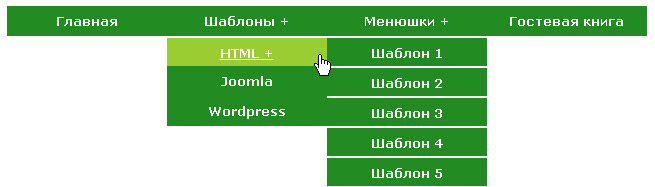 Главная Шаблоны + Менюшки + Гостевая книга
HTML + Шаблон 1
Joomla Шаблон 2
Wordpress Шаблон 3
Шаблон 4
Шаблон 5